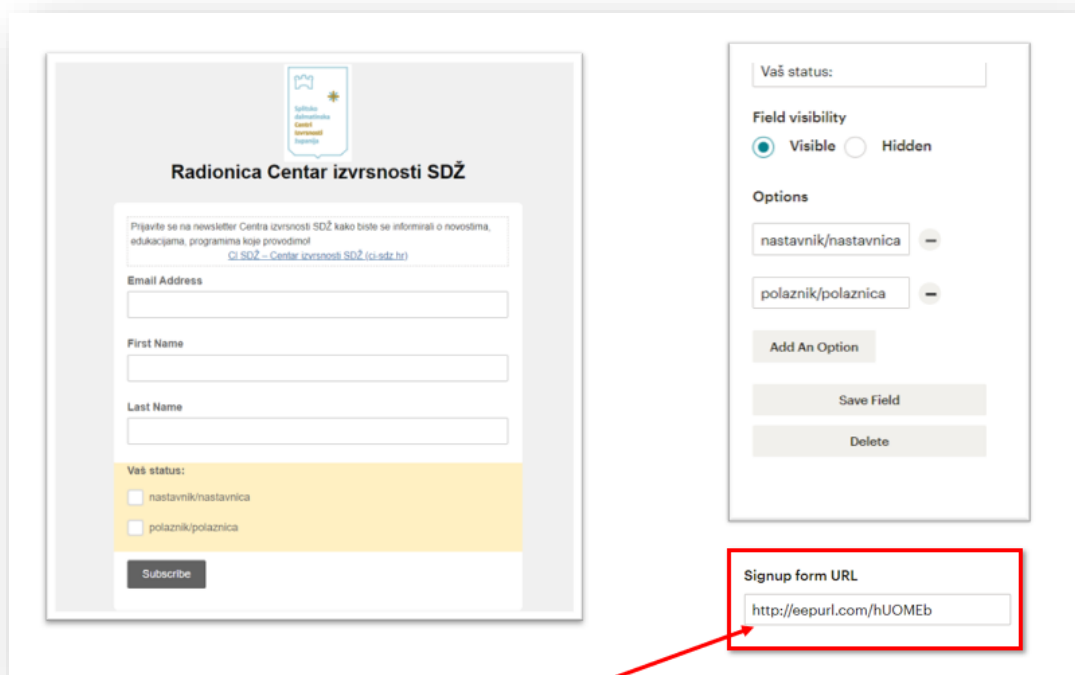 Splitsko
dalmatinska
Centri
izvrsnosti
županija
Radionica Centar izvrsnosti SDŽ
Prijavite se na newsletter Centra izvrsnosti SDŽ kako biste se informirali o novostima,
edukacijama, programima koje provodimo!
CI SDŽ – Centar izvrsnosti SDŽ (ci-sdz.hr)
Email Address
First Name
Last Name
Vaš status:
nastavnik/nastavnica
polaznik/polaznica
Subscribe
Vaš status:
Field visibility
Visible Hidden
Options
nastavnik/nastavnica
polaznik/polaznica
Add An Option
Save Field
Delete
Signup form URL
http://eepurl.com/hUOMEb